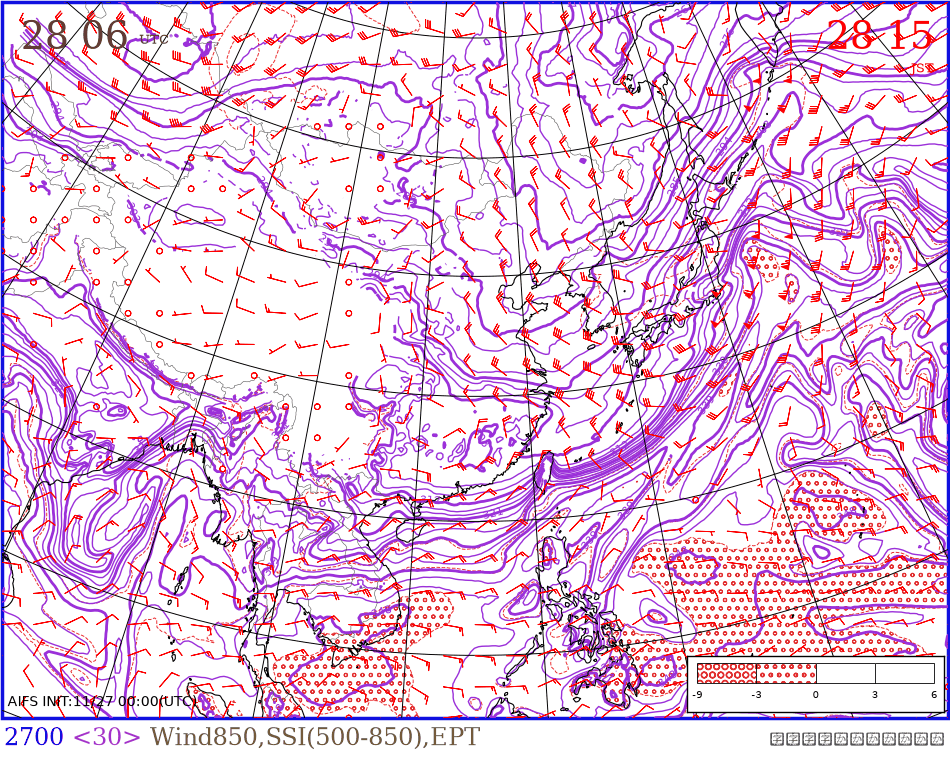 28 06 UTC
28 15
JST
-9 -3 0 3 6
AIFS INIT:11/27 00:00(UTC)
2700 <30> Wind850,SSI(500-850),EPT